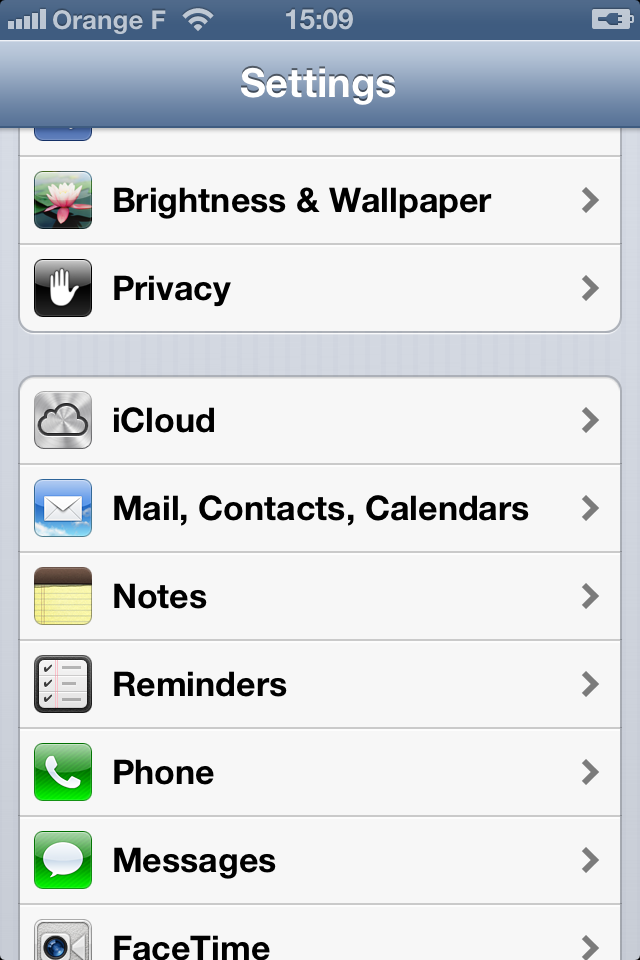 Orange F 15:09
Settings
Brightness & Wallpaper
Privacy
iCloud
Mail, Contacts, Calendars
Notes
Reminders
Phone
Messages
FaceTime